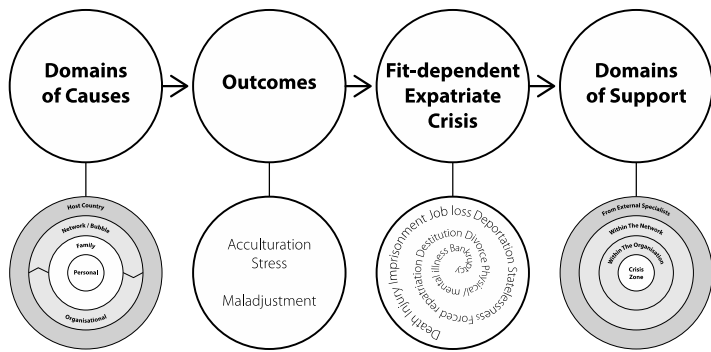 Domains
of Causes
Outcomes
Fit-dependent
Expatriate
Crisis
Domains
of Support
Host Country
Network / Bubble
Family
Personal
Organisational
Acculturation
Stress
Maladjustment
Death Injury Imprisonment Job loss Deportation Statelessness Forced repatriation Destitution Divorce Physical/ mental illness Bankruptcy
From External Specialists
Within The Network
Within The Organisation
Crisis
Zone